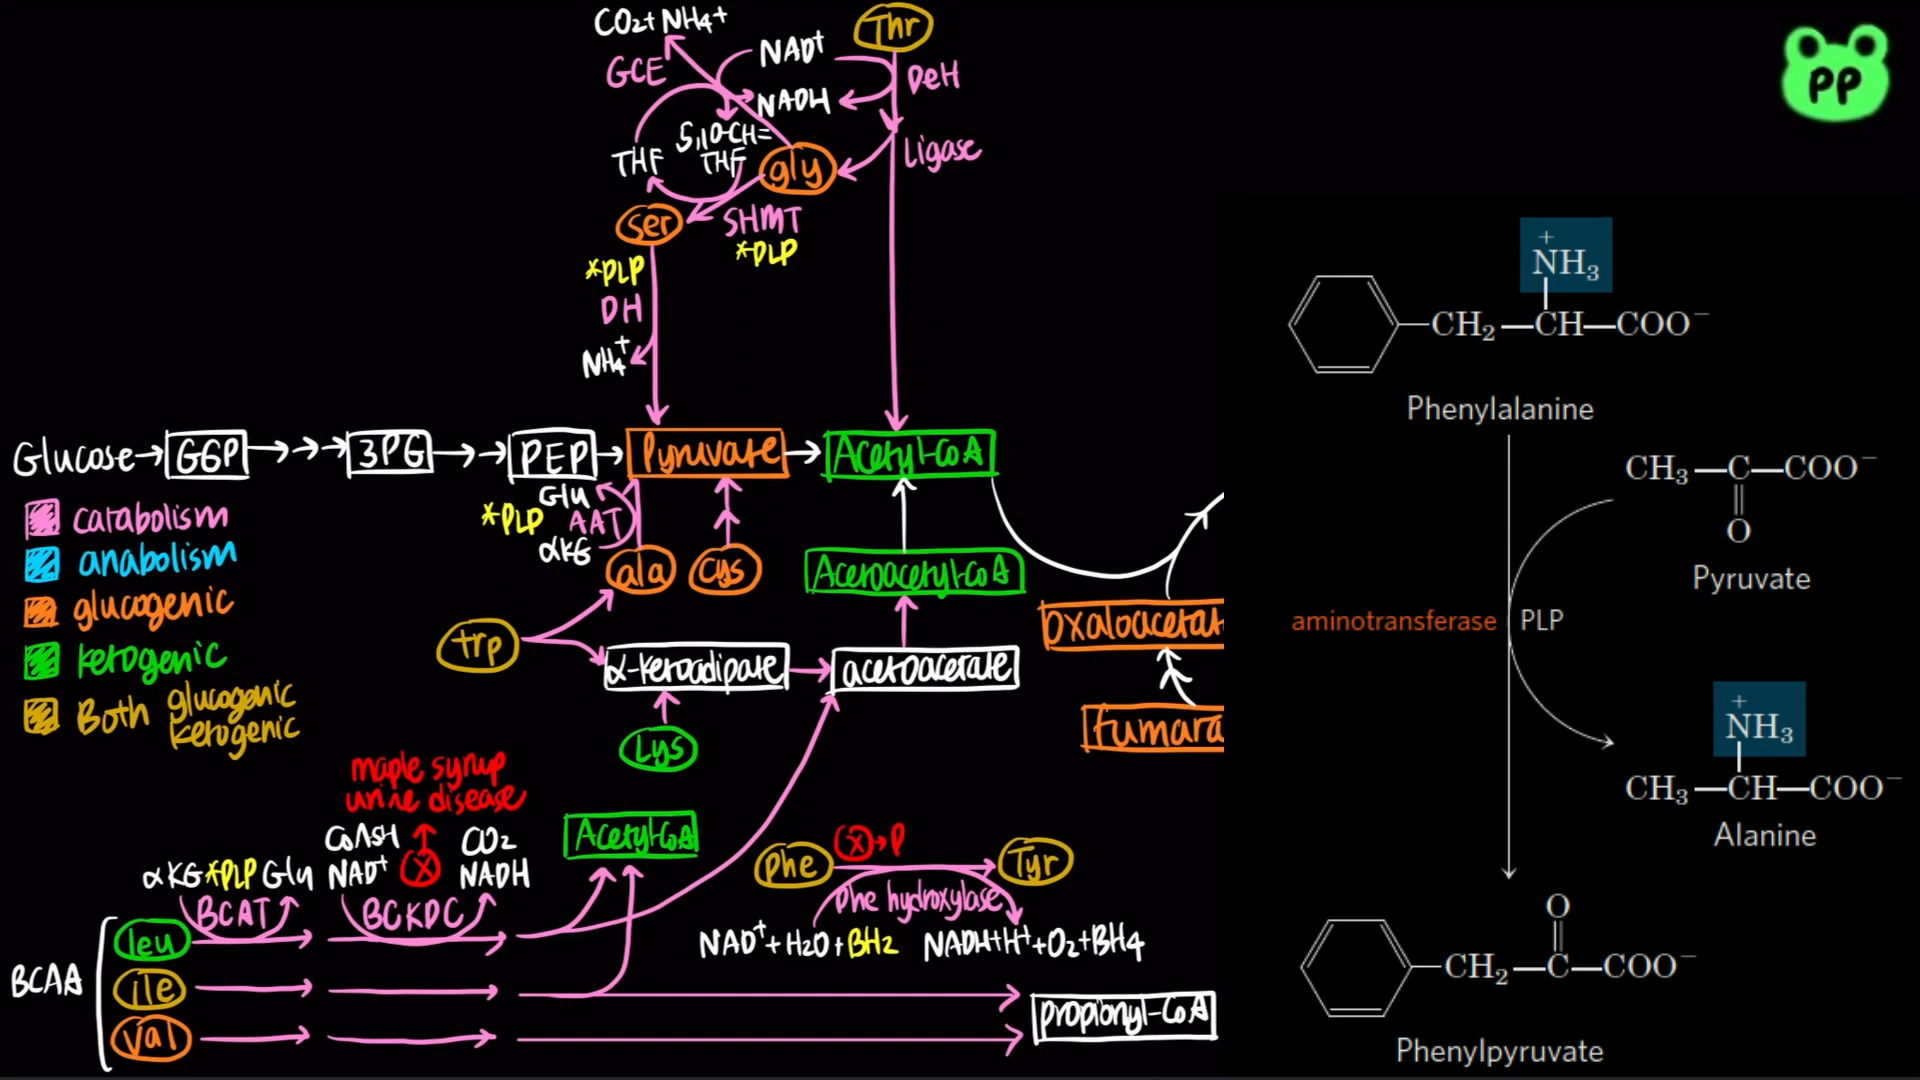 CO2+ NH4+
Thr
NAD+
GCE
DeH
NADH
PP
5,10-CH=
THF
THF
Ligase
gly
Ser
SHMT
*PLP
*PLP
DH
NH4+
Glucose
G6P
3PG
PEP
Pyruvate
Acetyl-CoA
Glu
*PLP
AAT
αKG
ala
cys
Acetoacetyl-CoA
catabolism
anabolism
glucogenic
ketogenic
Both glucogenic
ketogenic
oxaloacetat
trp
α-ketoadipate
acetoacetate
fumara
Lys
maple syrup
urine disease
CoASH
NAD+
X
CO2
NADH
Acetyl-CoA
αKG *PLP Glu
BCAT
BCKDC
Phe
X→P
Tyr
Phe hydroxylase
NAD+ + H2O + BH2
NADH+H+ + O2 + BH4
BCAA
leu
ile
val
propionyl-CoA
+
NH3
CH2—CH—COO−
Phenylalanine
CH3—C—COO−
O
Pyruvate
aminotransferase
PLP
+
NH3
CH3—CH—COO−
Alanine
O
CH2—C—COO−
Phenylpyruvate